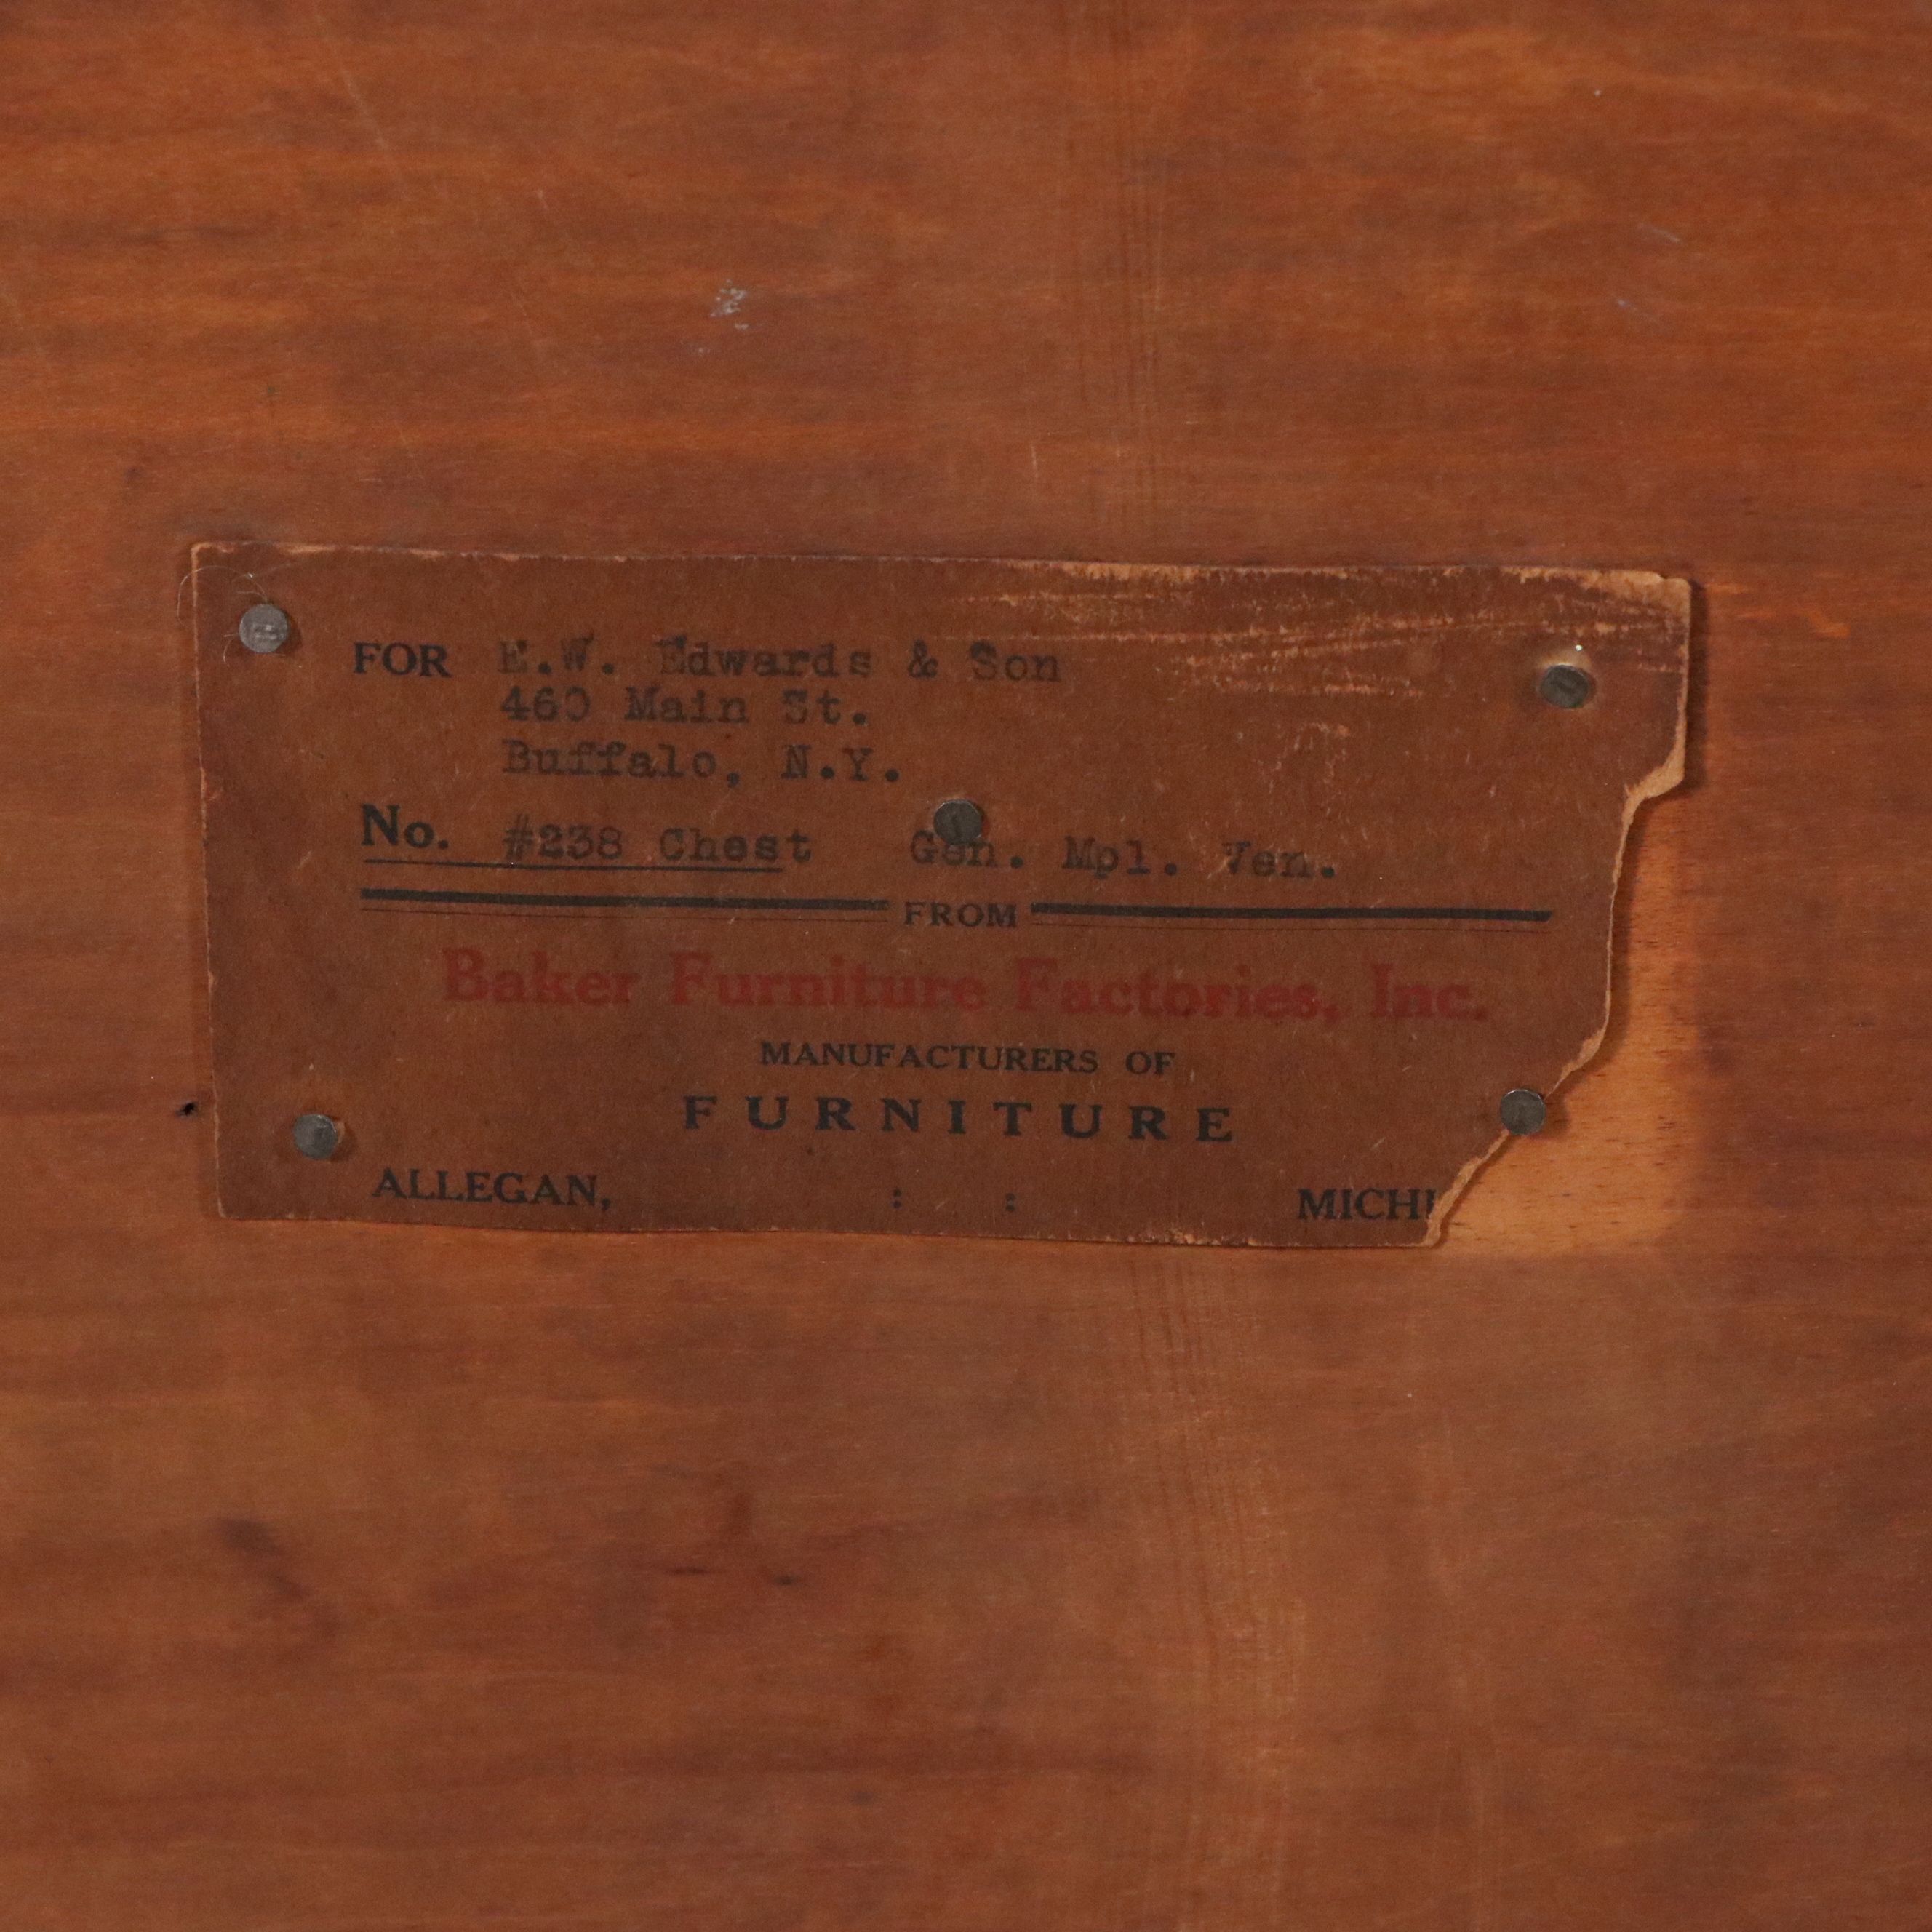 FOR E.W. Edwards & Son
460 Main St.
Buffalo, N.Y.
No. #238 Chest Gen. Mpl. Ven.
FROM
Baker Furniture Factories, Inc.
MANUFACTURERS OF
FURNITURE
ALLEGAN, : : MICHI